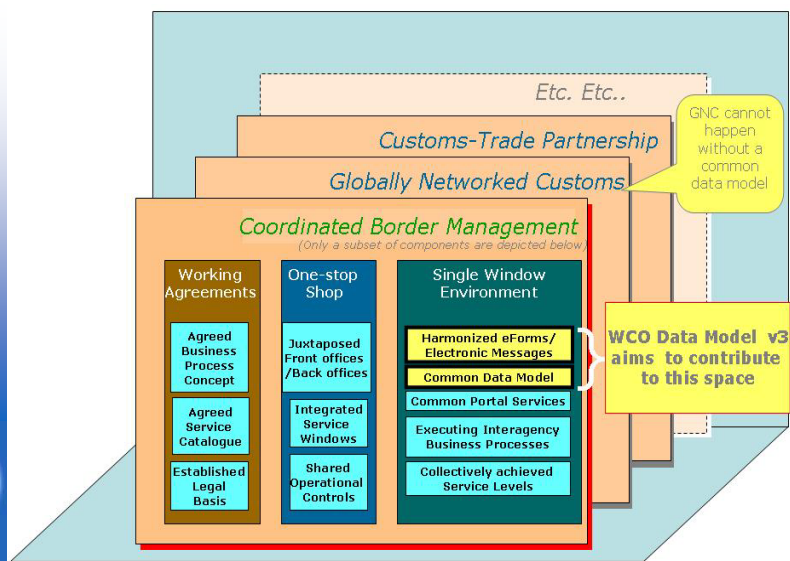 Etc. Etc..
GNC cannot
happen
without a
common
data model
Customs-Trade Partnership
Globally Networked Customs
Coordinated Border Management
(Only a subset of components are depicted below)
Working
Agreements
Agreed
Business
Process
Concept
Agreed
Service
Catalogue
Established
Legal
Basis
One-stop
Shop
Juxtaposed
Front offices
/Back offices
Integrated
Service
Windows
Shared
Operational
Controls
Single Window
Environment
Harmonized eForms/
Electronic Messages
Common Data Model
Common Portal Services
Executing Interagency
Business Processes
Collectively achieved
Service Levels
WCO Data Model v3
aims to contribute
to this space